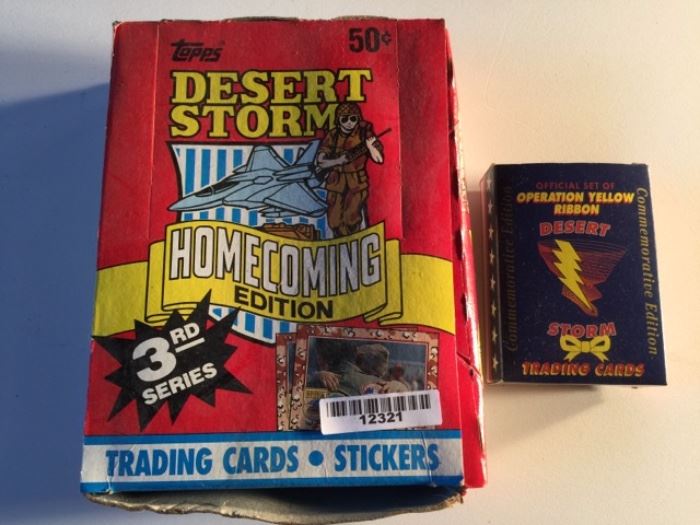 Topps
50¢
DESERT
STORM
HOMECOMING
EDITION
3RD
SERIES
12321
TRADING CARDS • STICKERS
OFFICIAL SET OF
OPERATION YELLOW
RIBBON
DESERT
STORM
TRADING CARDS
Commemorative Edition
Commemorative Edition